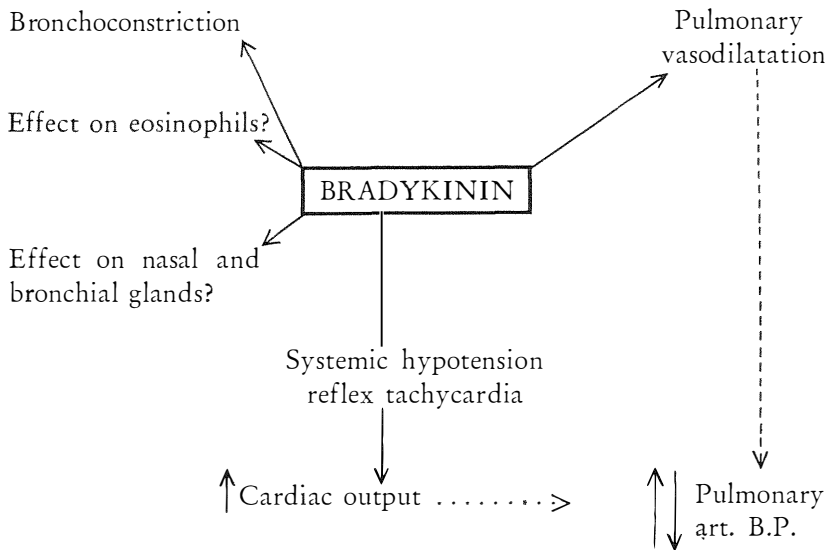 Bronchoconstriction
Pulmonary
vasodilatation
Effect on eosinophils?
BRADYKININ
Effect on nasal and
bronchial glands?
Systemic hypotension
reflex tachycardia
Cardiac output
Pulmonary
art. B.P.